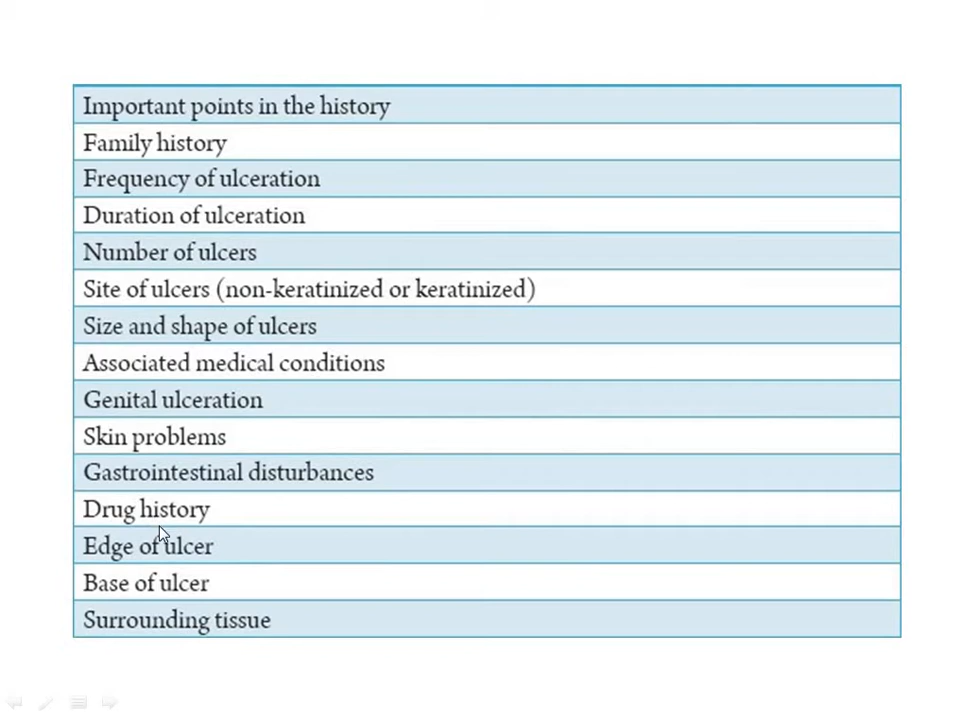 Important points in the history
Family history
Frequency of ulceration
Duration of ulceration
Number of ulcers
Site of ulcers (non-keratinized or keratinized)
Size and shape of ulcers
Associated medical conditions
Genital ulceration
Skin problems
Gastrointestinal disturbances
Drug history
Edge of ulcer
Base of ulcer
Surrounding tissue